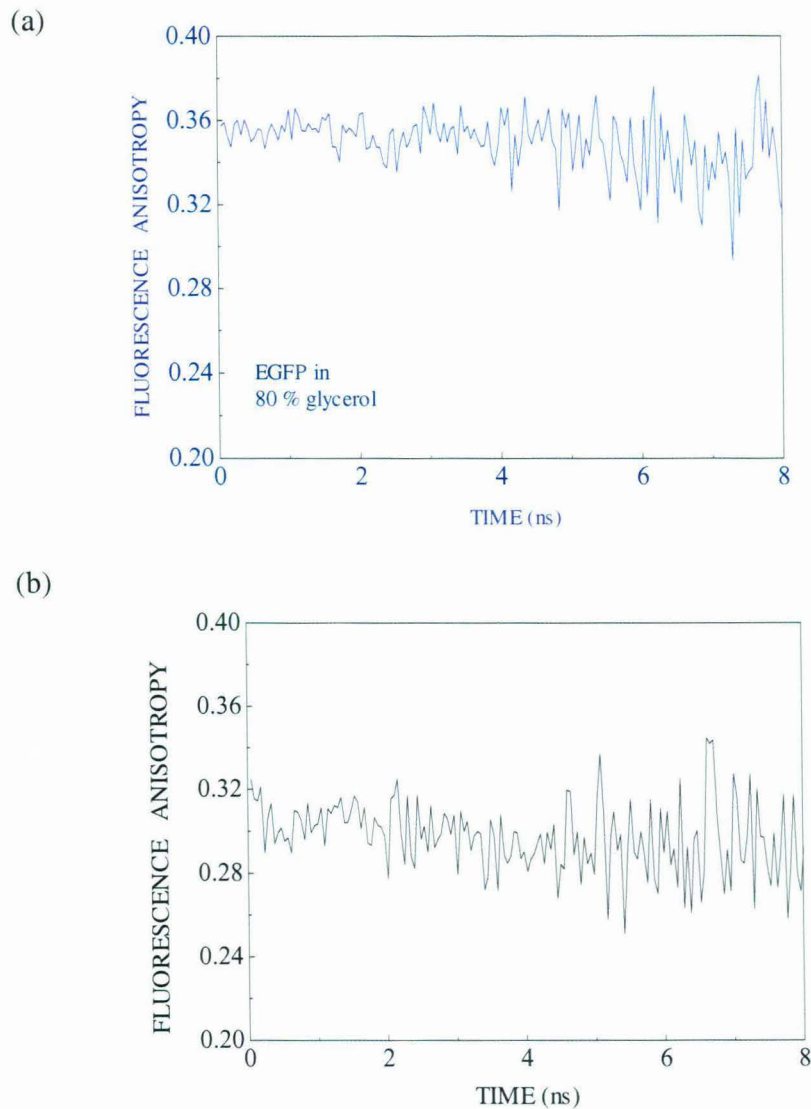 (a)
FLUORESCENCE ANISOTROPY
0.40
0.36
0.32
0.28
0.24
0.20
EGFP in
80 % glycerol
0 2 4 6 8
TIME (ns)
(b)
FLUORESCENCE ANISOTROPY
0.40
0.36
0.32
0.28
0.24
0.20
0 2 4 6 8
TIME (ns)